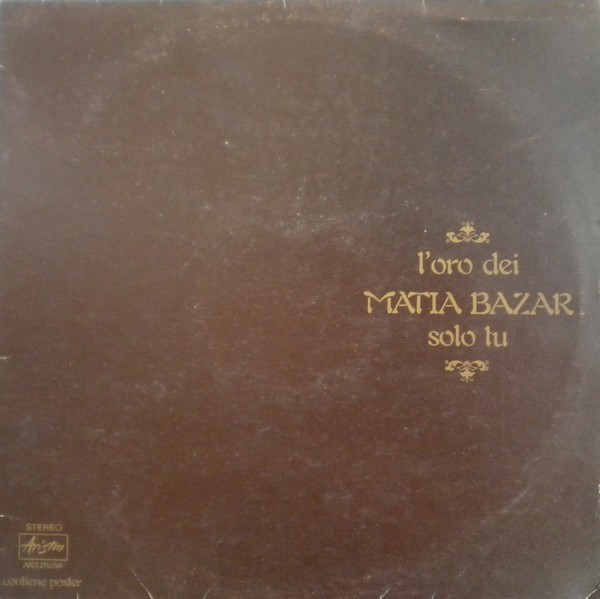 l'oro dei
MATIA BAZAR
solo tu
STEREO
Ariston
contiene poster